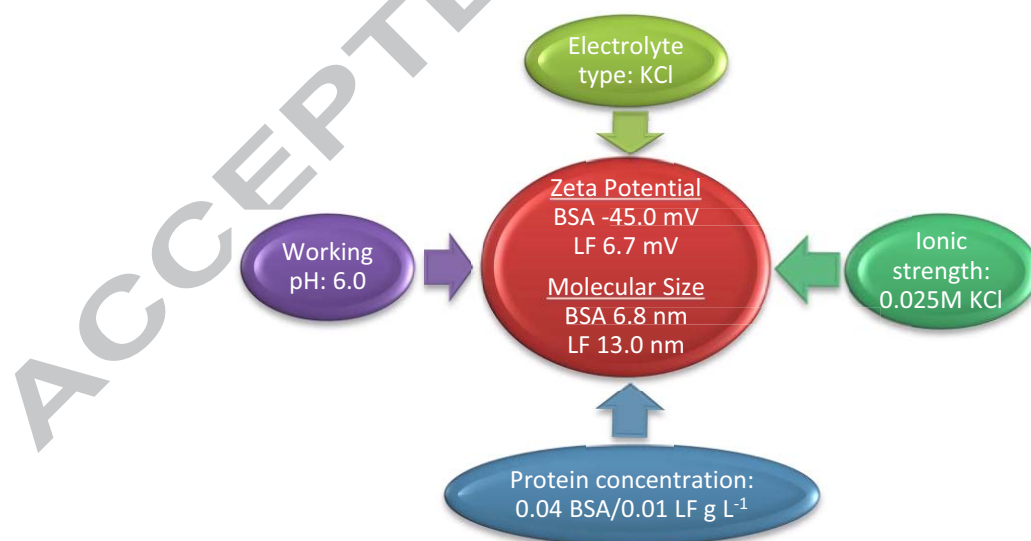 Electrolyte
type: KCl
Zeta Potential
BSA -45.0 mV
LF 6.7 mV
Molecular Size
BSA 6.8 nm
LF 13.0 nm
Working
pH: 6.0
Ionic
strength:
0.025M KCl
Protein concentration:
0.04 BSA/0.01 LF g L⁻¹